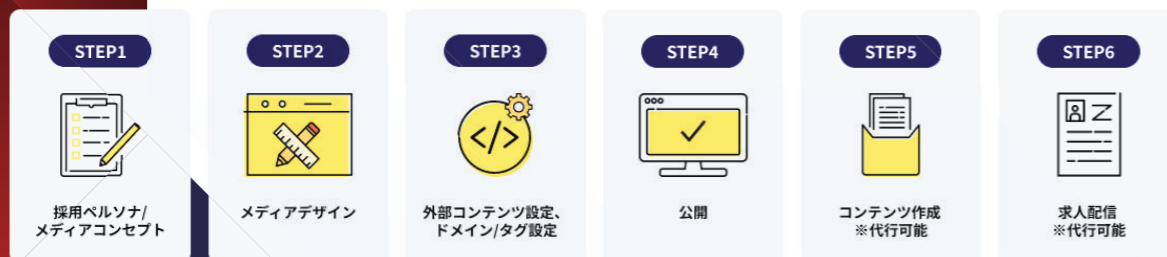 STEP1
採用ペルソナ/
メディアコンセプト
STEP2
メディアデザイン
STEP3
外部コンテンツ設定、
ドメイン/タグ設定
STEP4
公開
STEP5
コンテンツ作成
※代行可能
STEP6
求人配信
※代行可能